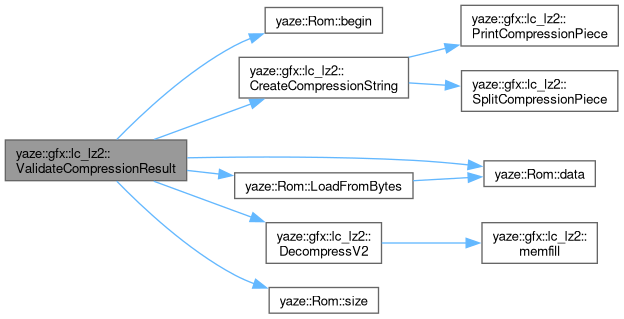 yaze::Rom::begin
yaze::gfx::lc_lz2::
PrintCompressionPiece
yaze::gfx::lc_lz2::
CreateCompressionString
yaze::gfx::lc_lz2::
SplitCompressionPiece
yaze::gfx::lc_lz2::
ValidateCompressionResult
yaze::Rom::data
yaze::Rom::LoadFromBytes
yaze::gfx::lc_lz2::
DecompressV2
yaze::gfx::lc_lz2::
memfill
yaze::Rom::size